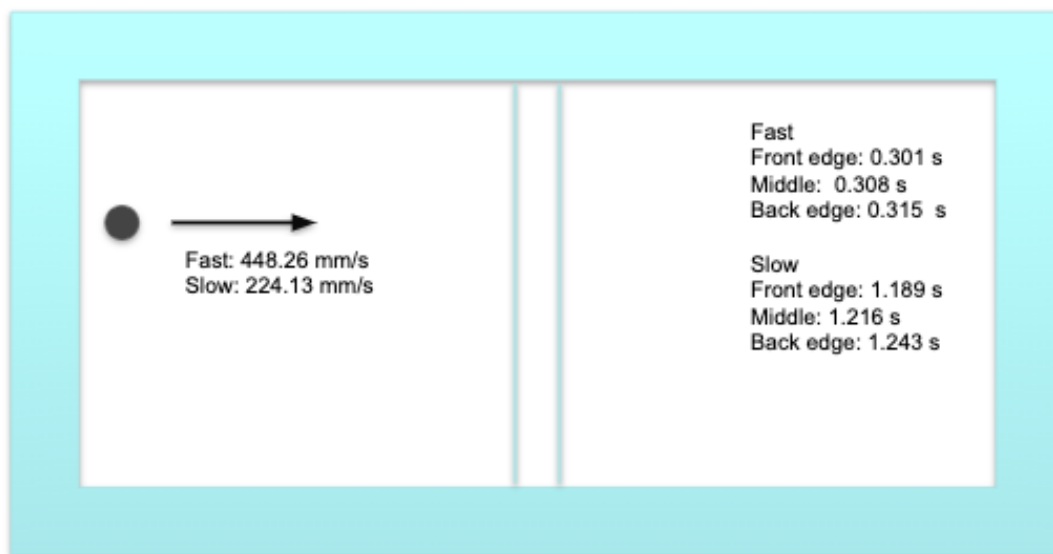 Fast: 448.26 mm/s
Slow: 224.13 mm/s
Fast
Front edge: 0.301 s
Middle:  0.308 s
Back edge: 0.315  s
Slow
Front edge: 1.189 s
Middle: 1.216 s
Back edge: 1.243 s